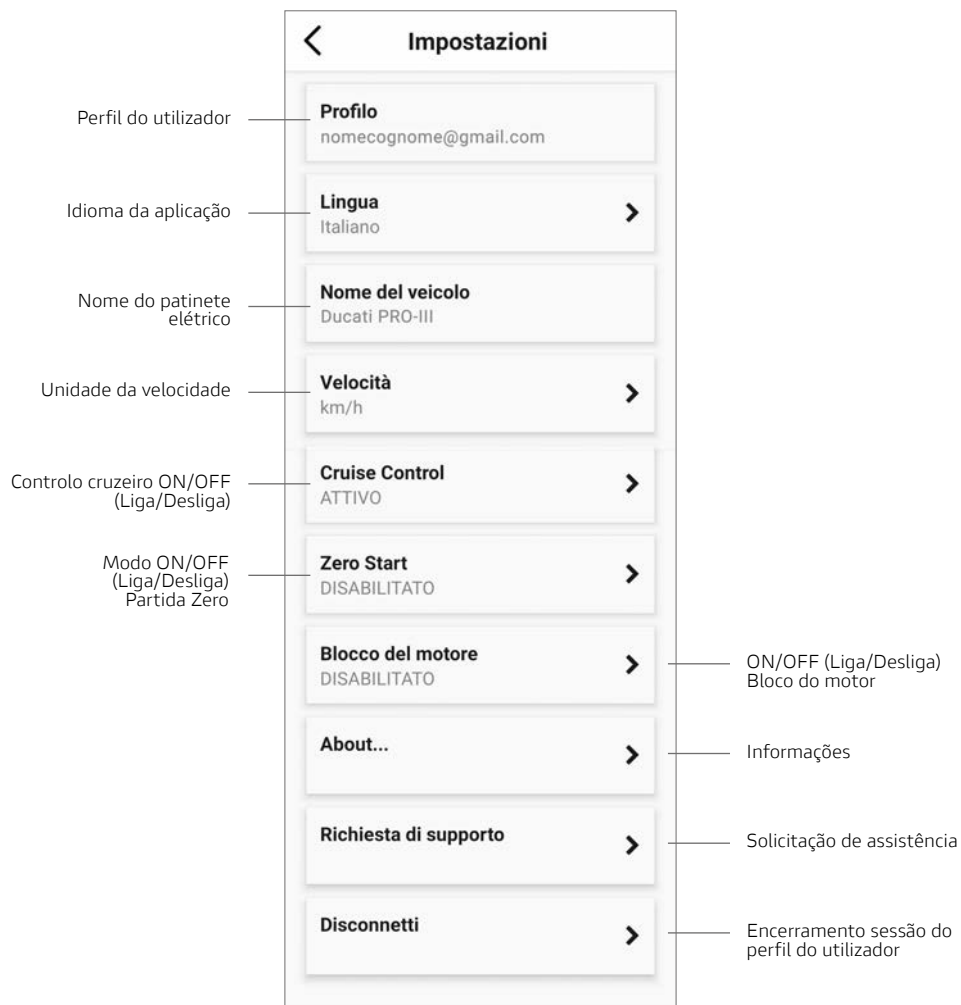 Impostazioni
Perfil do utilizador
Profilo
nomecognome@gmail.com
Idioma da aplicação
Lingua
Italiano
Nome do patinete
elétrico
Nome del veicolo
Ducati PRO-III
Unidade da velocidade
Velocità
km/h
Controlo cruzeiro ON/OFF
(Liga/Desliga)
Cruise Control
ATTIVO
Modo ON/OFF
(Liga/Desliga)
Partida Zero
Zero Start
DISABILITATO
Blocco del motore
DISABILITATO
ON/OFF (Liga/Desliga)
Bloco do motor
About...
Informações
Richiesta di supporto
Solicitação de assistência
Disconnetti
Encerramento sessão do
perfil do utilizador